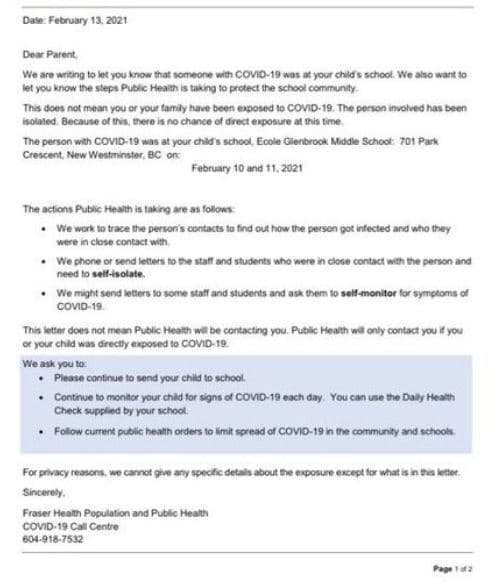 Date: February 13, 2021
Dear Parent,
We are writing to let you know that someone with COVID-19 was at your child's school. We also want to
let you know the steps Public Health is taking to protect the school community.
This does not mean you or your family have been exposed to COVID-19. The person involved has been
isolated. Because of this, there is no chance of direct exposure at this time.
The person with COVID-19 was at your child's school, Ecole Glenbrook Middle School: 701 Park
Crescent, New Westminster, BC on:
February 10 and 11, 2021
The actions Public Health is taking are as follows:
• We work to trace the person's contacts to find out how the person got infected and who they
were in close contact with.
• We phone or send letters to the staff and students who were in close contact with the person and
need to self-isolate.
• We might send letters to some staff and students and ask them to self-monitor for symptoms of
COVID-19.
This letter does not mean Public Health will be contacting you. Public Health will only contact you if you
or your child was directly exposed to COVID-19.
We ask you to:
• Please continue to send your child to school.
• Continue to monitor your child for signs of COVID-19 each day. You can use the Daily Health
Check supplied by your school.
• Follow current public health orders to limit spread of COVID-19 in the community and schools.
For privacy reasons, we cannot give any specific details about the exposure except for what is in this letter.
Sincerely,
Fraser Health Population and Public Health
COVID-19 Call Centre
604-918-7532
Page 1 of 2